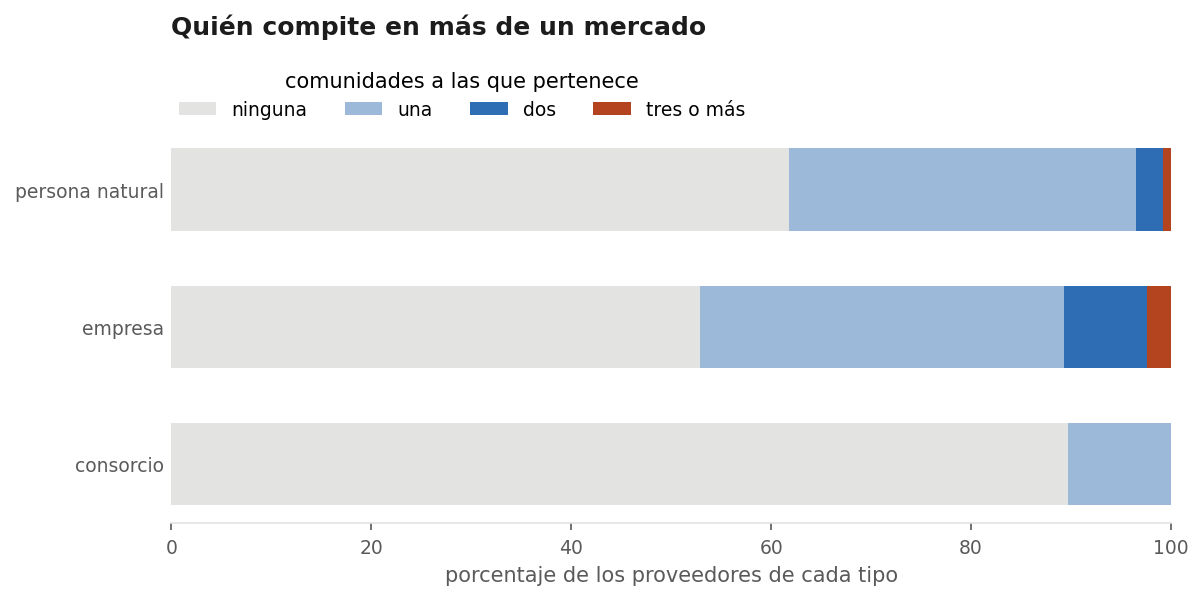 Quién compite en más de un mercado
comunidades a las que pertenece
ninguna una dos tres o más
persona natural
empresa
consorcio
0 20 40 60 80 100
porcentaje de los proveedores de cada tipo